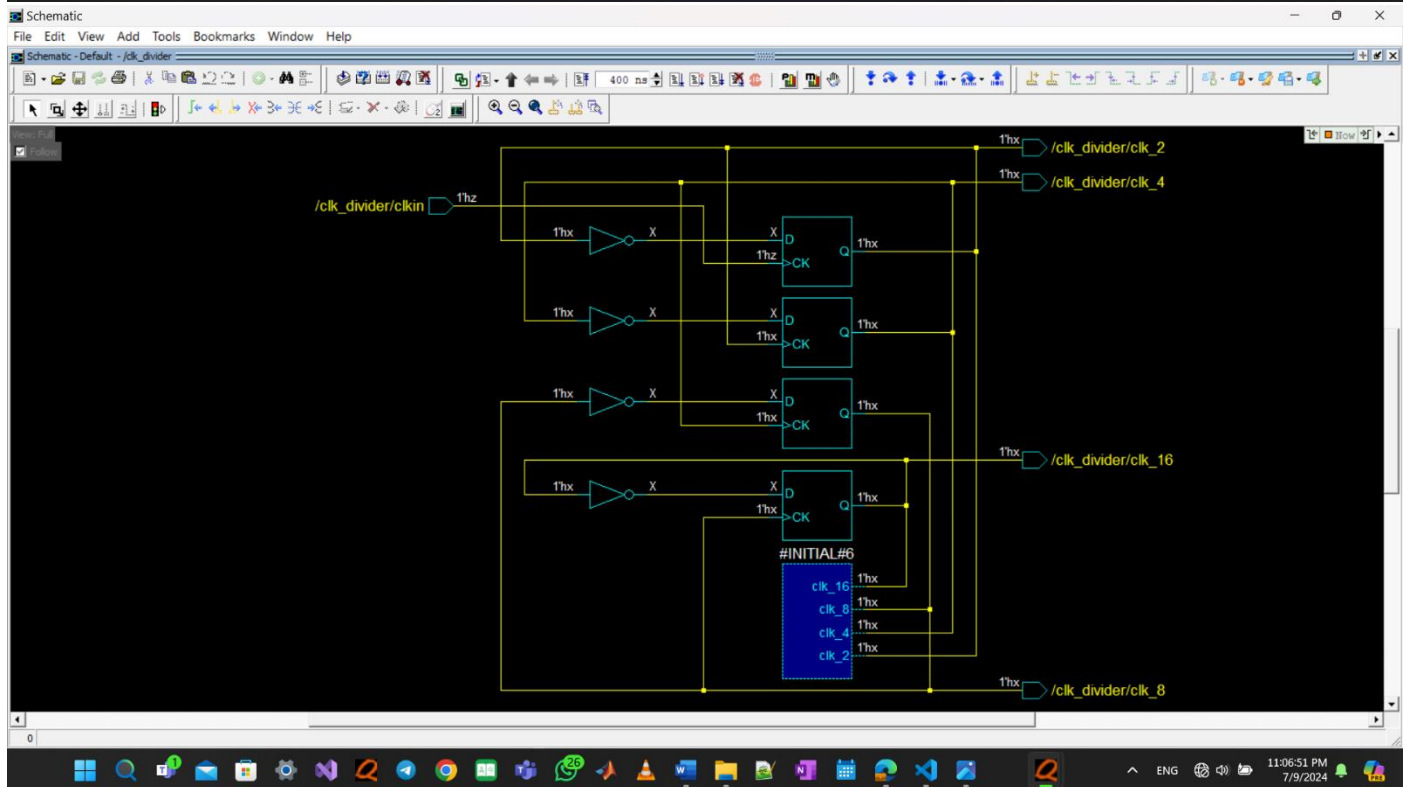 Schematic
File Edit View Add Tools Bookmarks Window Help
Schematic - Default - /clk_divider
400 ns
View: Full
Follow
Now
1'hx /clk_divider/clk_2
1'hx /clk_divider/clk_4
/clk_divider/clkin 1'hz
1'hx X X D 1'hx
Q
1'hz CK
1'hx X X D 1'hx
Q
1'hx CK
1'hx X X D 1'hx
Q
1'hx CK
1'hx /clk_divider/clk_16
1'hx X X D 1'hx
Q
1'hx CK
#INITIAL#6
clk_16 1'hx
clk_8 1'hx
clk_4 1'hx
clk_2 1'hx
1'hx /clk_divider/clk_8
0
26
ENG
11:06:51 PM
7/9/2024